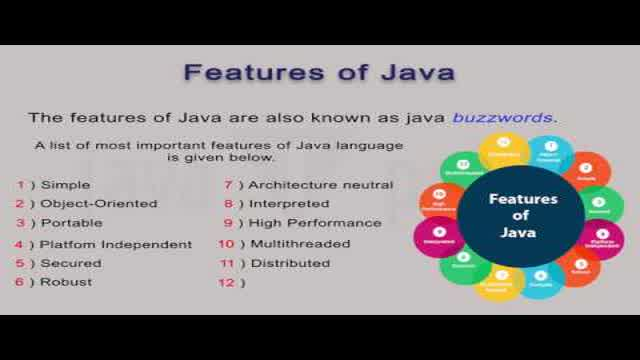 Features of Java
The features of Java are also known as java buzzwords.
A list of most important features of Java language
is given below.
1 ) Simple
2 ) Object-Oriented
3 ) Portable
4 ) Platfom Independent
5 ) Secured
6 ) Robust
7 ) Architecture neutral
8 ) Interpreted
9 ) High Performance
10 ) Multithreaded
11 ) Distributed
12 )
Features
of
Java